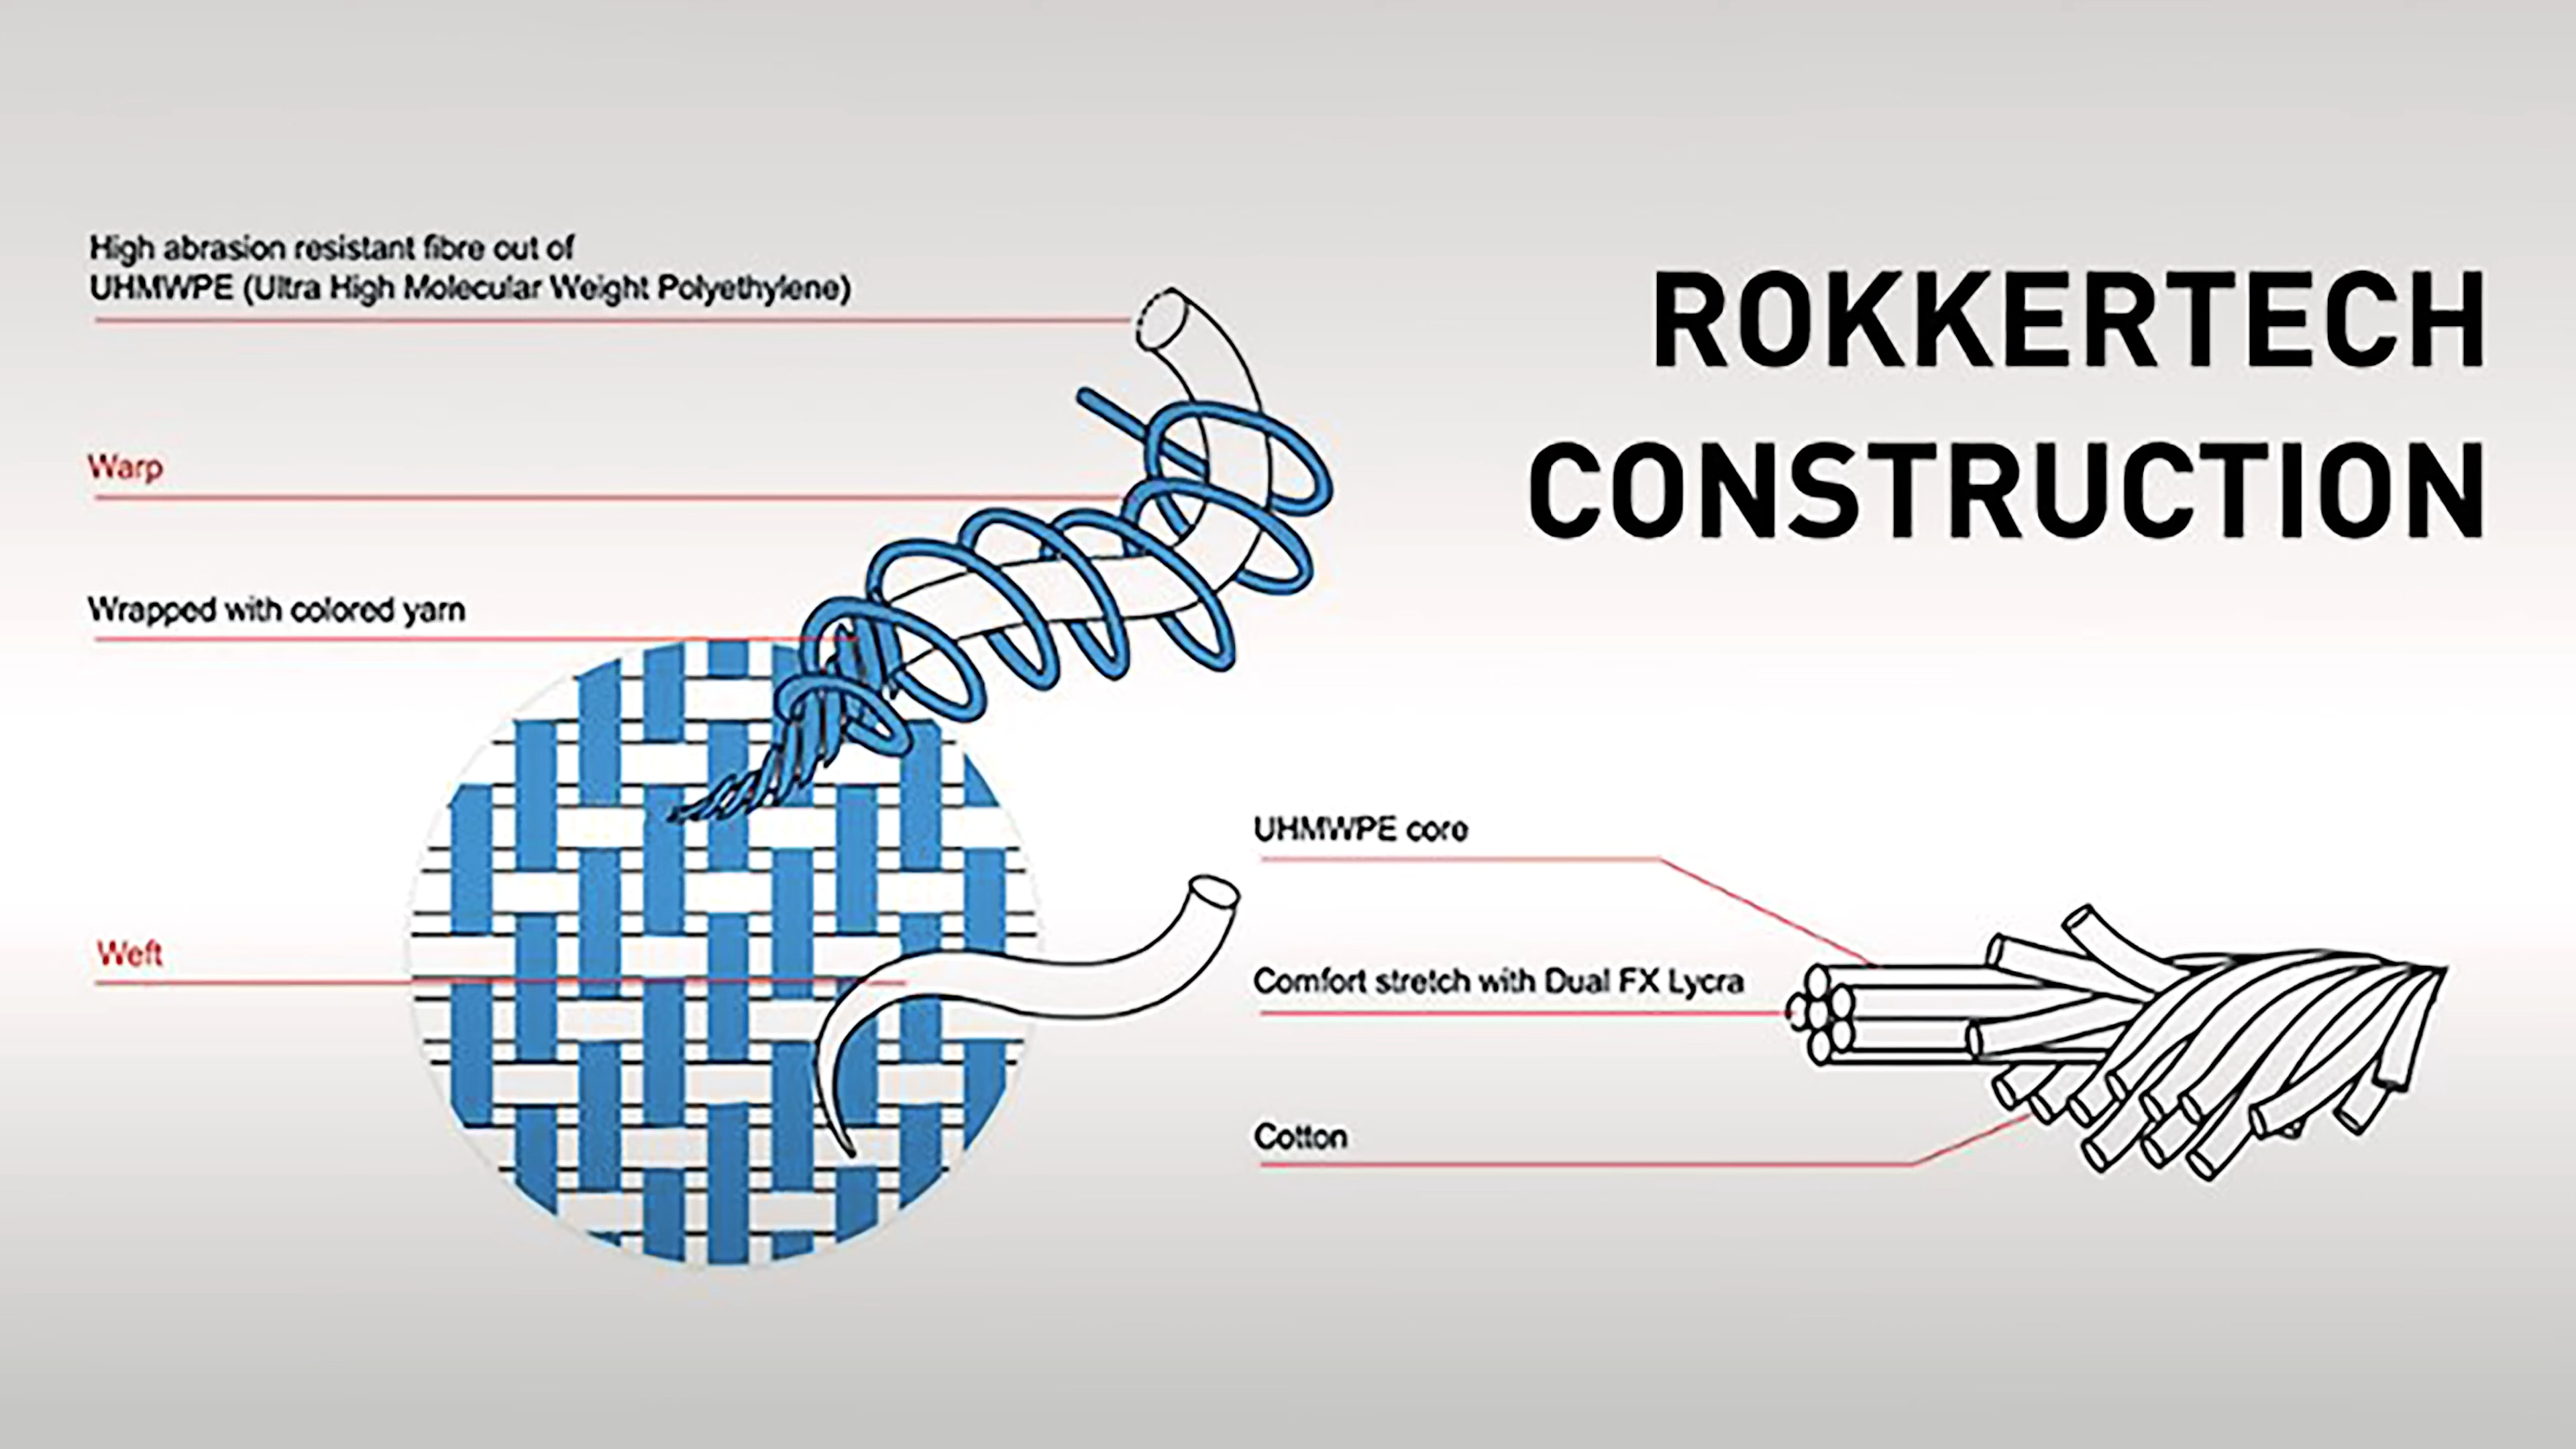 High abrasion resistant fibre out of
UHMWPE (Ultra High Molecular Weight Polyethylene)
Warp
Wrapped with colored yarn
Weft
ROKKERTECH
CONSTRUCTION
UHMWPE core
Comfort stretch with Dual FX Lycra
Cotton